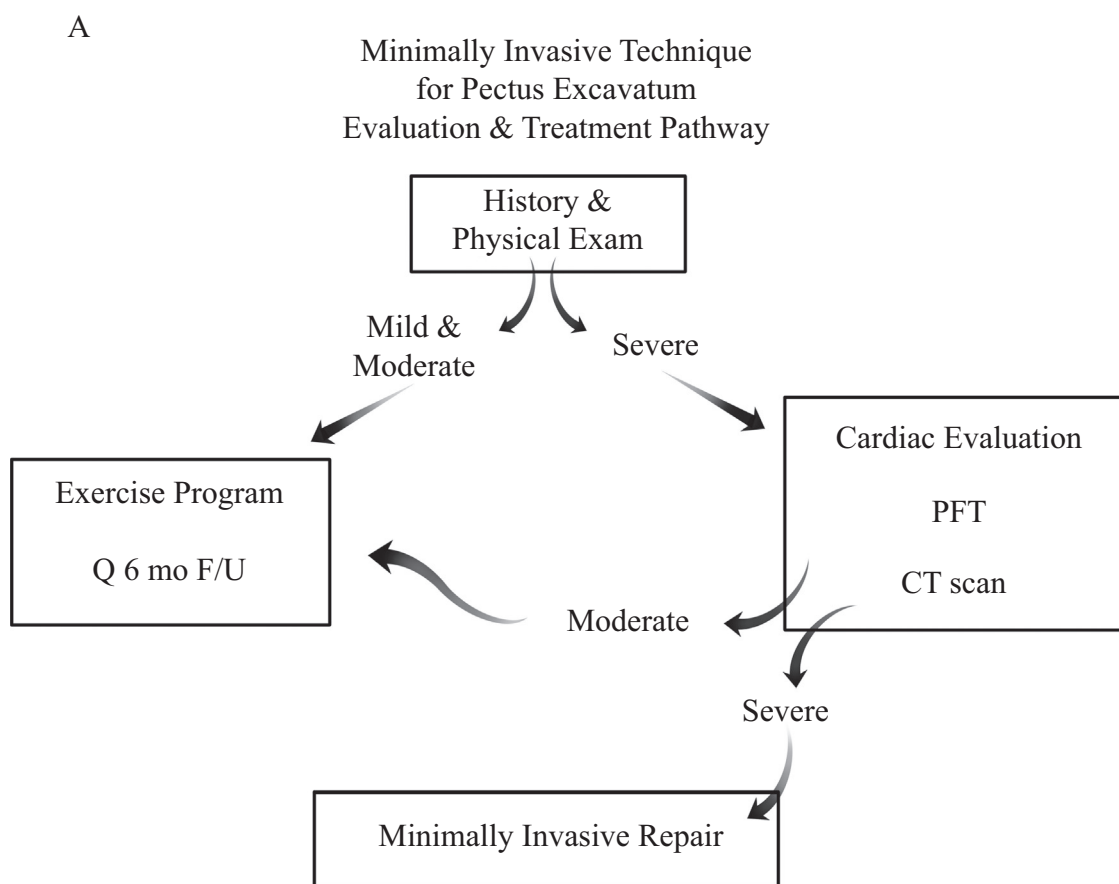 A
Minimally Invasive Technique
for Pectus Excavatum
Evaluation & Treatment Pathway
History &
Physical Exam
Mild &
Moderate
Severe
Cardiac Evaluation
PFT
CT scan
Exercise Program
Q 6 mo F/U
Moderate
Severe
Minimally Invasive Repair